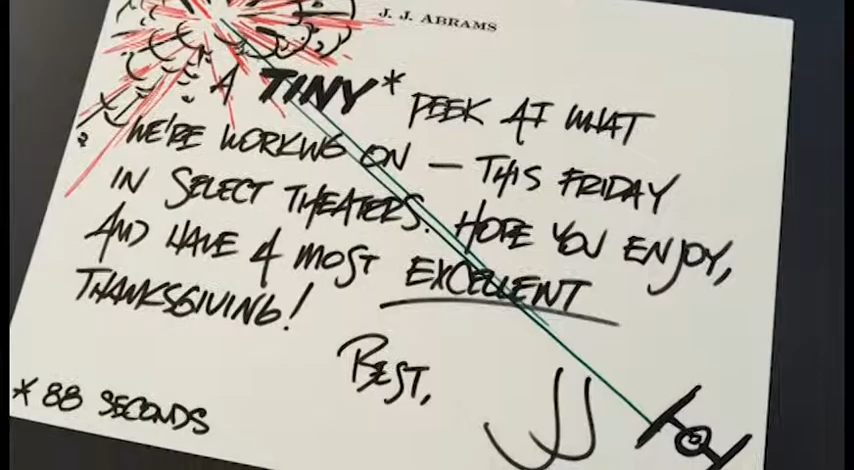 J. J. ABRAMS
A TINY* PEEK AT WHAT
WE'RE WORKING ON — THIS FRIDAY
IN SELECT THEATERS. HOPE YOU ENJOY,
AND HAVE A MOST EXCELLENT
THANKSGIVING!
BEST,
JJ
* 88 SECONDS